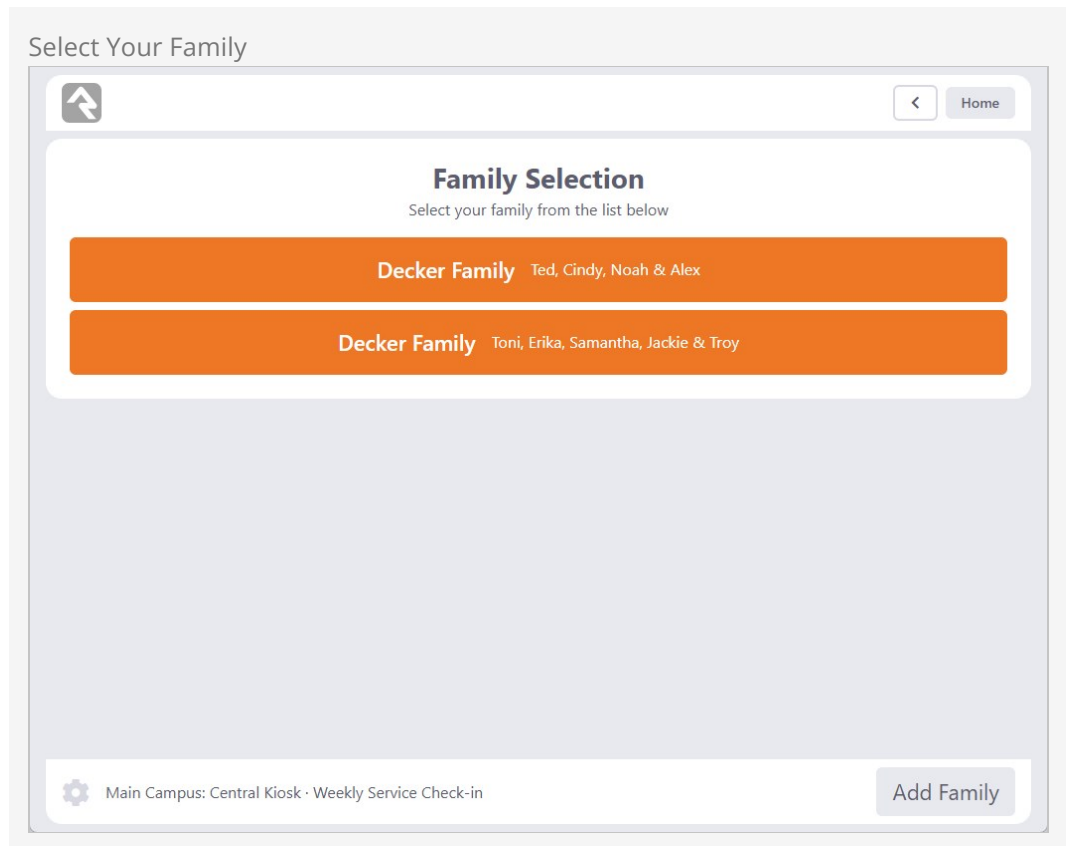 Select Your Family
Home
Family Selection
Select your family from the list below
Decker Family Ted, Cindy, Noah & Alex
Decker Family Toni, Erika, Samantha, Jackie & Troy
Main Campus: Central Kiosk · Weekly Service Check-in
Add Family